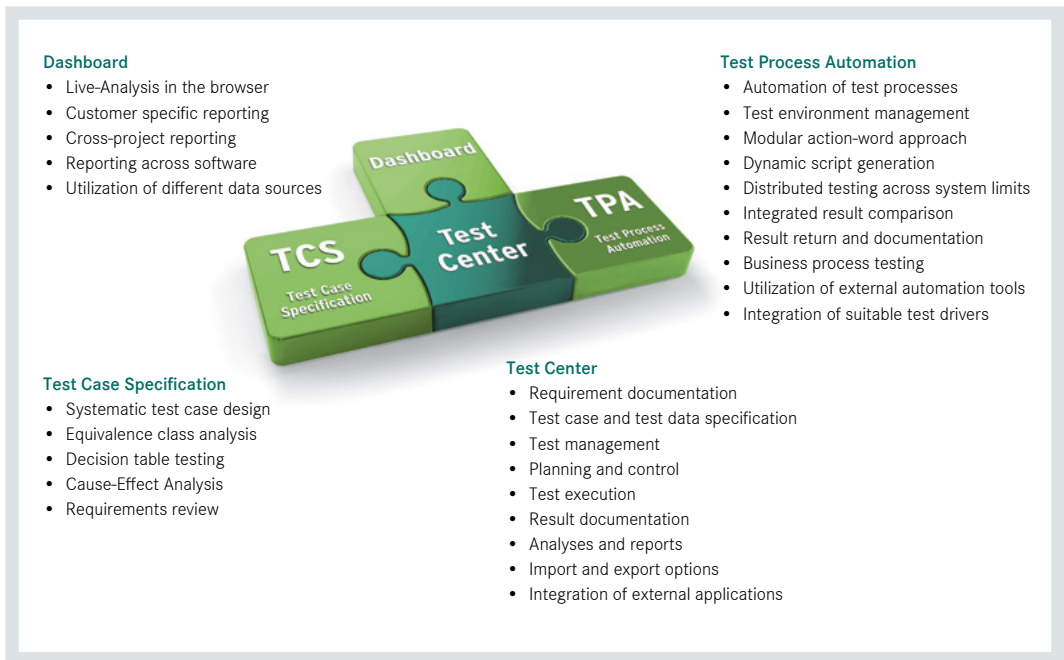 Dashboard
• Live-Analysis in the browser
• Customer specific reporting
• Cross-project reporting
• Reporting across software
• Utilization of different data sources
Test Process Automation
• Automation of test processes
• Test environment management
• Modular action-word approach
• Dynamic script generation
• Distributed testing across system limits
• Integrated result comparison
• Result return and documentation
• Business process testing
• Utilization of external automation tools
• Integration of suitable test drivers
Dashboard
TCS
Test Case
Specification
Test
Center
TPA
Test Process
Automation
Test Case Specification
• Systematic test case design
• Equivalence class analysis
• Decision table testing
• Cause-Effect Analysis
• Requirements review
Test Center
• Requirement documentation
• Test case and test data specification
• Test management
• Planning and control
• Test execution
• Result documentation
• Analyses and reports
• Import and export options
• Integration of external applications